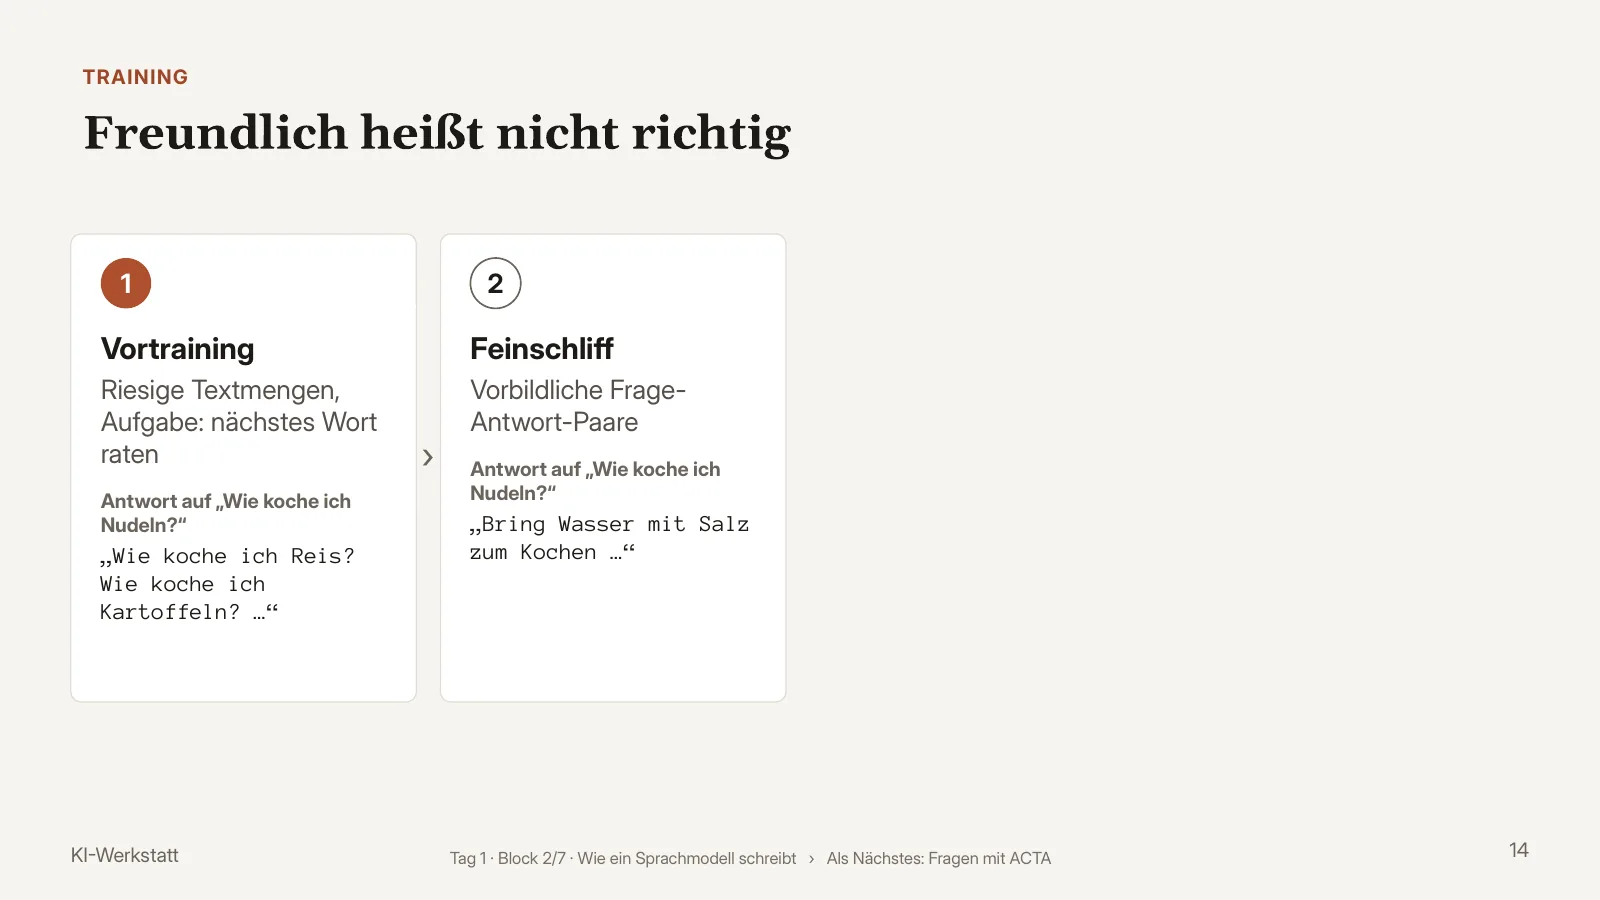 TRAINING
Freundlich heißt nicht richtig
1
Vortraining
Riesige Textmengen,
Aufgabe: nächstes Wort
raten
Antwort auf „Wie koche ich
Nudeln?“
„Wie koche ich Reis?
Wie koche ich
Kartoffeln? …“
›
2
Feinschliff
Vorbildliche Frage-
Antwort-Paare
Antwort auf „Wie koche ich
Nudeln?“
„Bring Wasser mit Salz
zum Kochen …“
KI-Werkstatt
Tag 1 · Block 2/7 · Wie ein Sprachmodell schreibt › Als Nächstes: Fragen mit ACTA
14